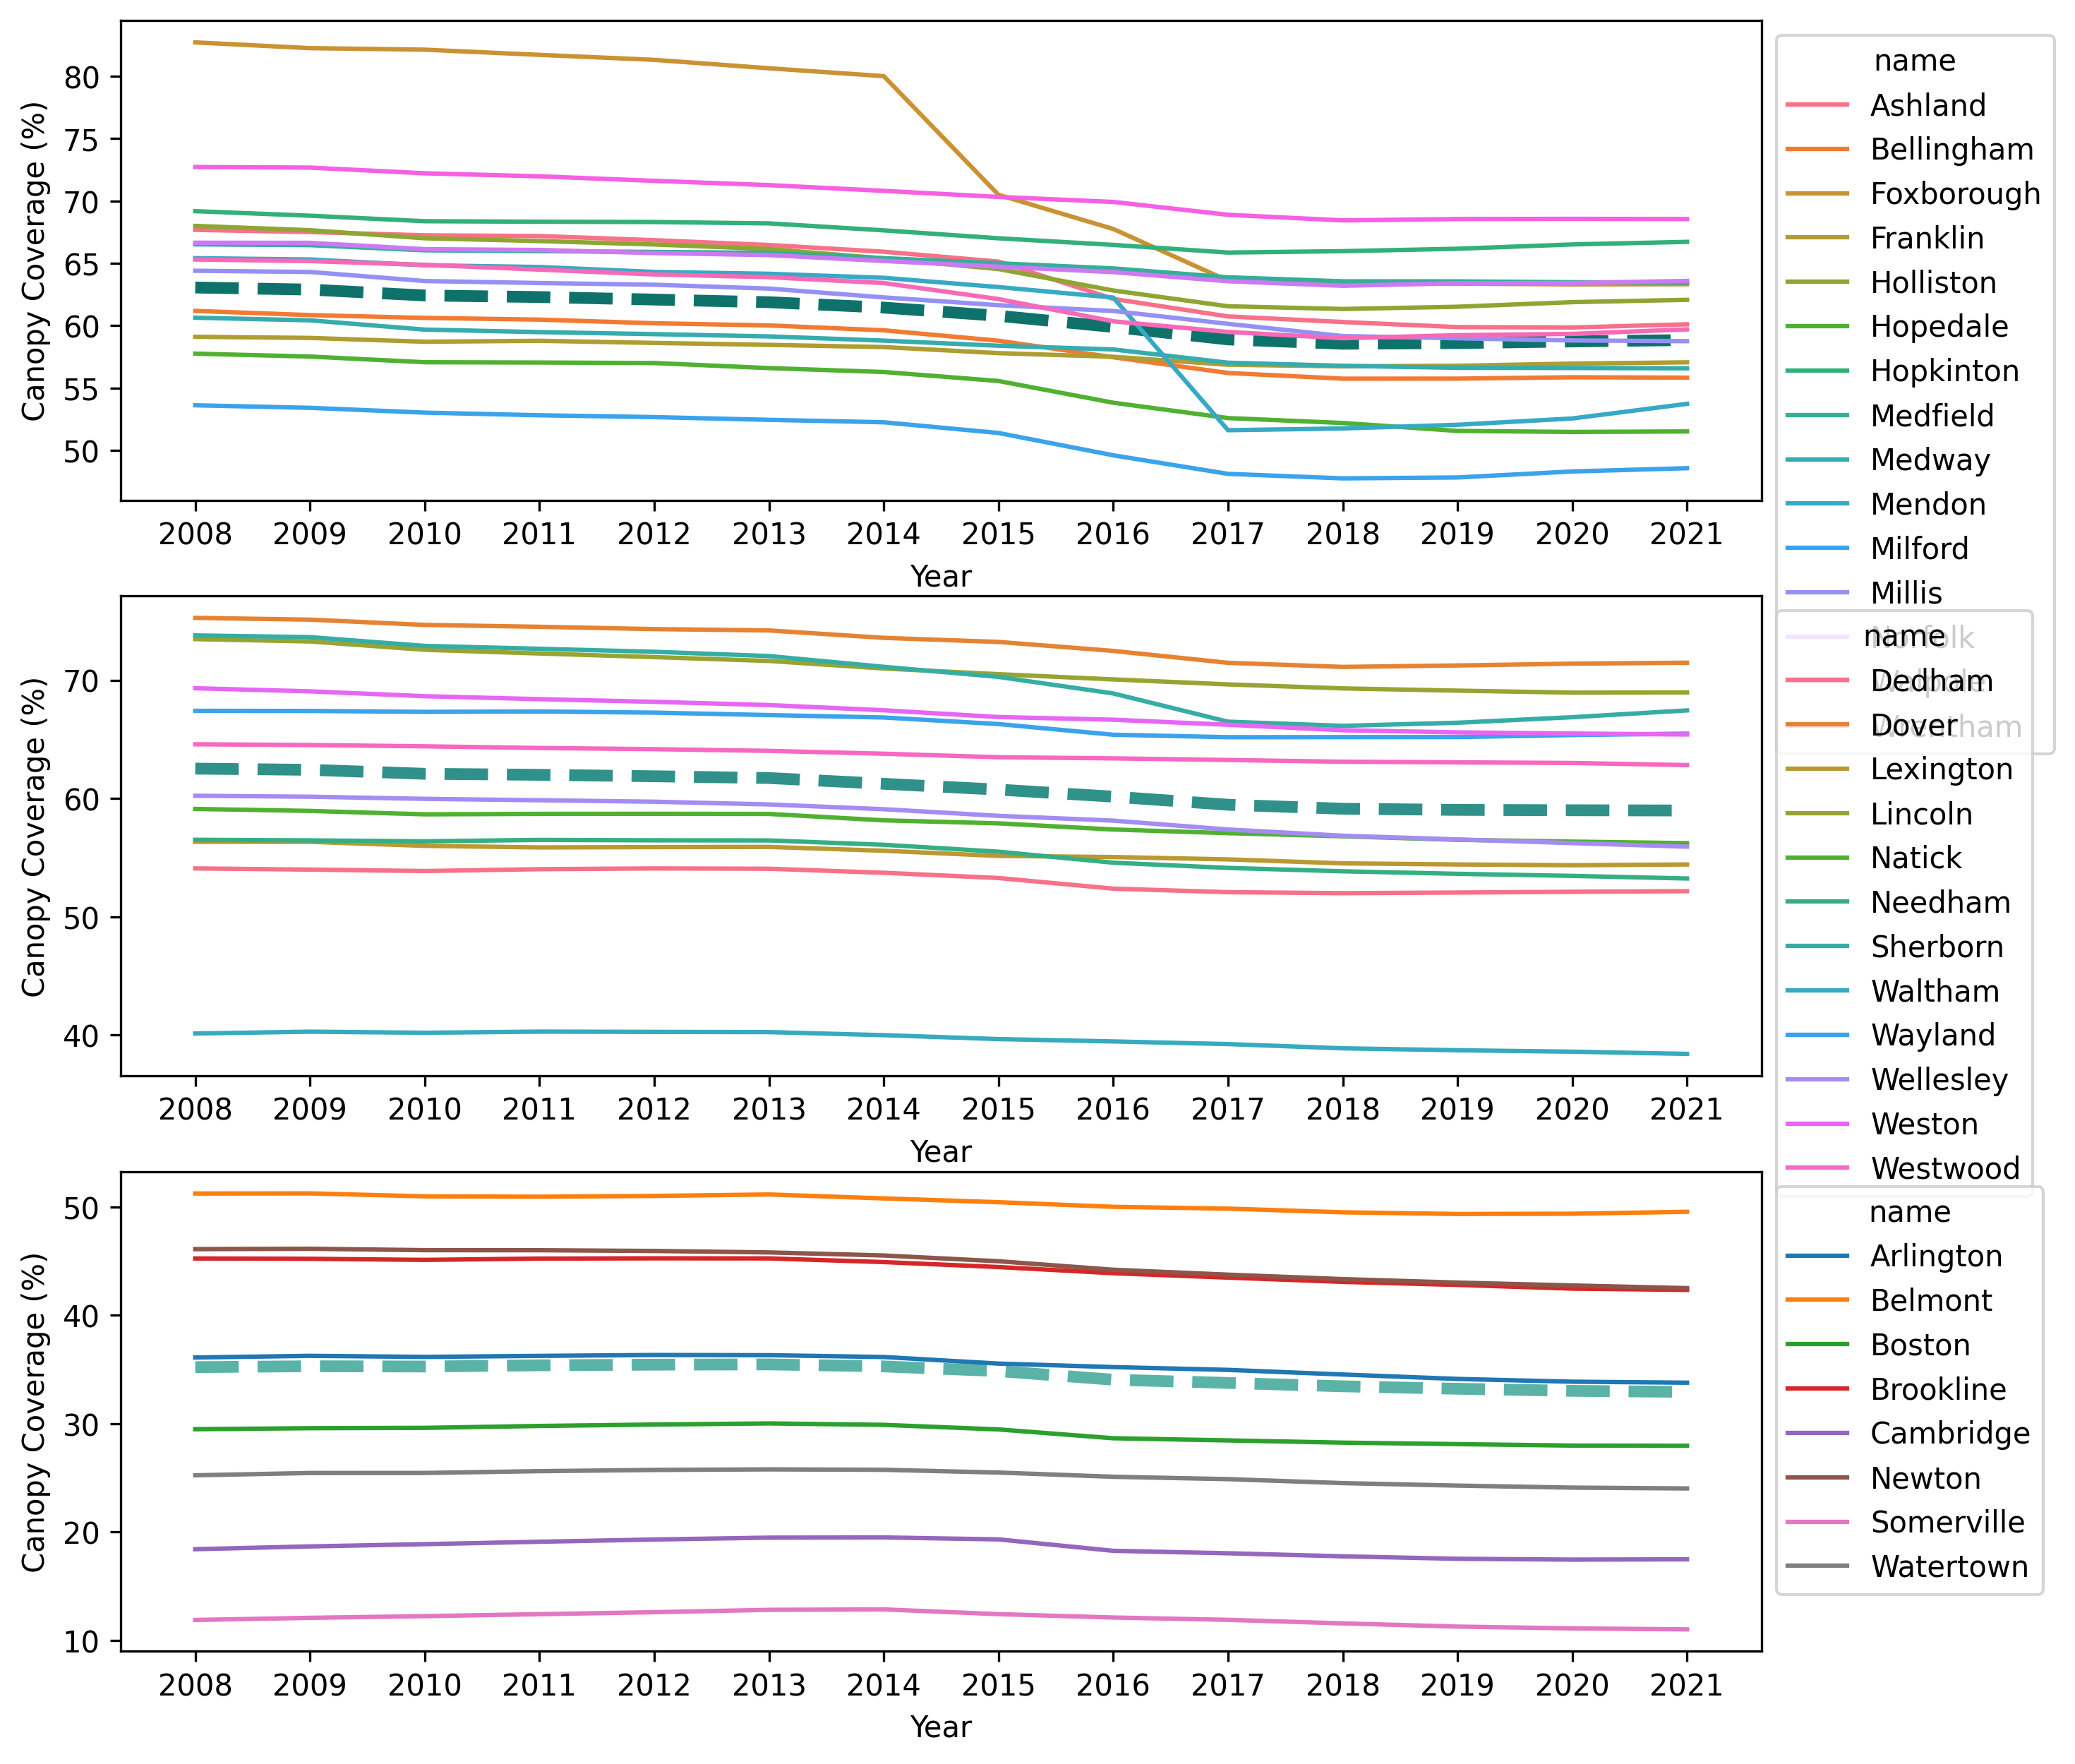 Canopy Coverage (%)
80
75
70
65
60
55
50
2008 2009 2010 2011 2012 2013 2014 2015 2016 2017 2018 2019 2020 2021
Year
name
Ashland
Bellingham
Foxborough
Franklin
Holliston
Hopedale
Hopkinton
Medfield
Medway
Mendon
Milford
Millis
Norfolk
Walpole
Wrentham
Canopy Coverage (%)
70
60
50
40
2008 2009 2010 2011 2012 2013 2014 2015 2016 2017 2018 2019 2020 2021
Year
name
Dedham
Dover
Lexington
Lincoln
Natick
Needham
Sherborn
Waltham
Wayland
Wellesley
Weston
Westwood
Canopy Coverage (%)
50
40
30
20
10
2008 2009 2010 2011 2012 2013 2014 2015 2016 2017 2018 2019 2020 2021
Year
name
Arlington
Belmont
Boston
Brookline
Cambridge
Newton
Somerville
Watertown